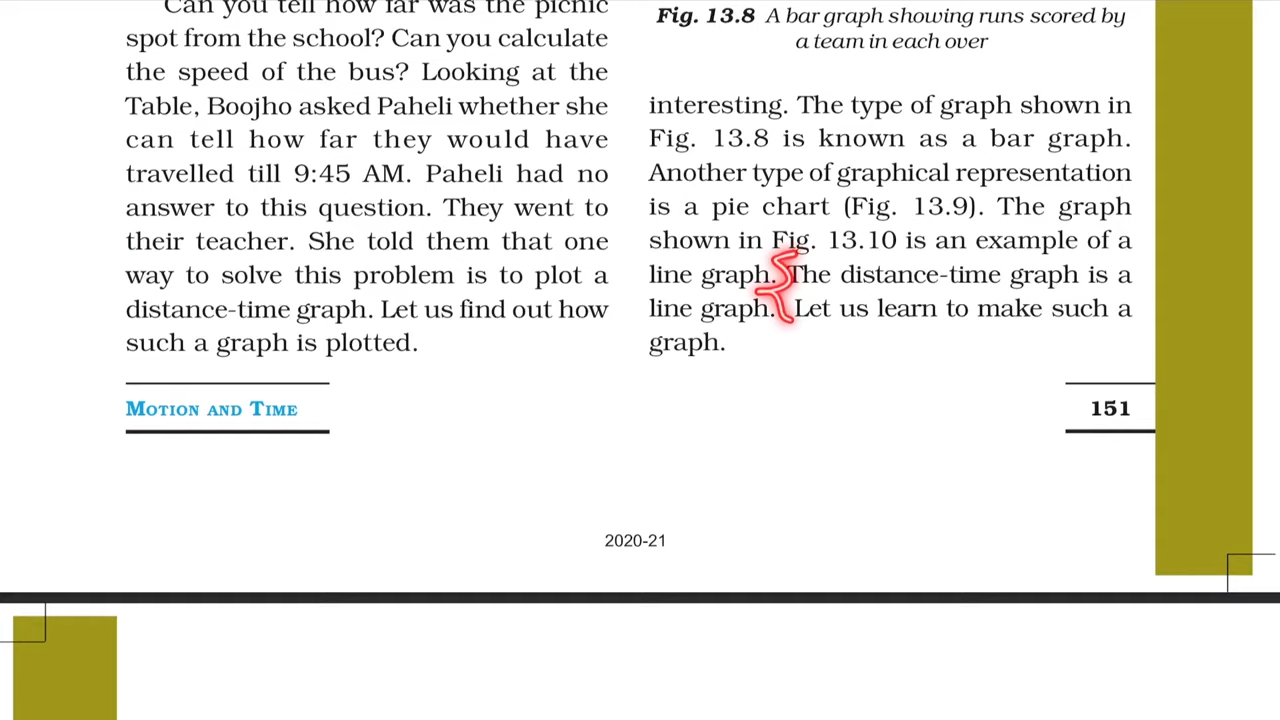 Can you tell how far was the picnic
spot from the school? Can you calculate
the speed of the bus? Looking at the
Table, Boojho asked Paheli whether she
can tell how far they would have
travelled till 9:45 AM. Paheli had no
answer to this question. They went to
their teacher. She told them that one
way to solve this problem is to plot a
distance-time graph. Let us find out how
such a graph is plotted.
Fig. 13.8 A bar graph showing runs scored by
a team in each over
interesting. The type of graph shown in
Fig. 13.8 is known as a bar graph.
Another type of graphical representation
is a pie chart (Fig. 13.9). The graph
shown in Fig. 13.10 is an example of a
line graph. The distance-time graph is a
line graph. Let us learn to make such a
graph.
MOTION AND TIME
151
2020-21